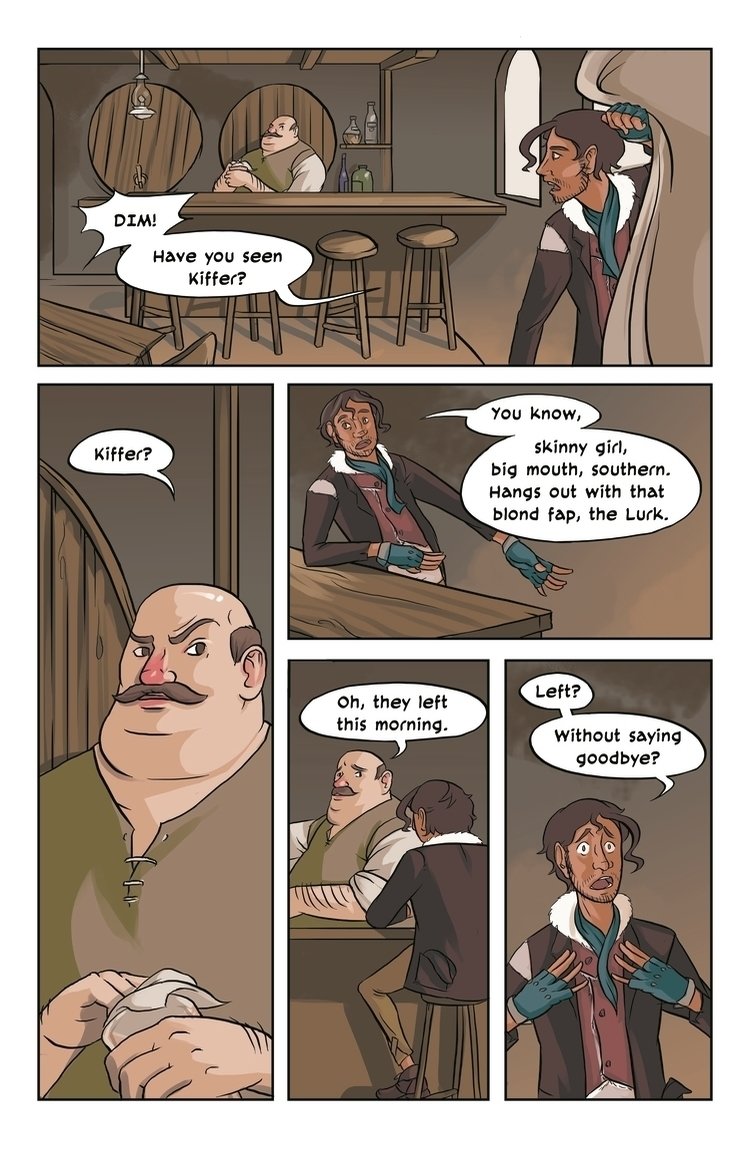 DIM!
Have you seen
Kiffer?
Kiffer?
You know,
skinny girl,
big mouth, southern.
Hangs out with that
blond fap, the Lurk.
Oh, they left
this morning.
Left?
Without saying
goodbye?